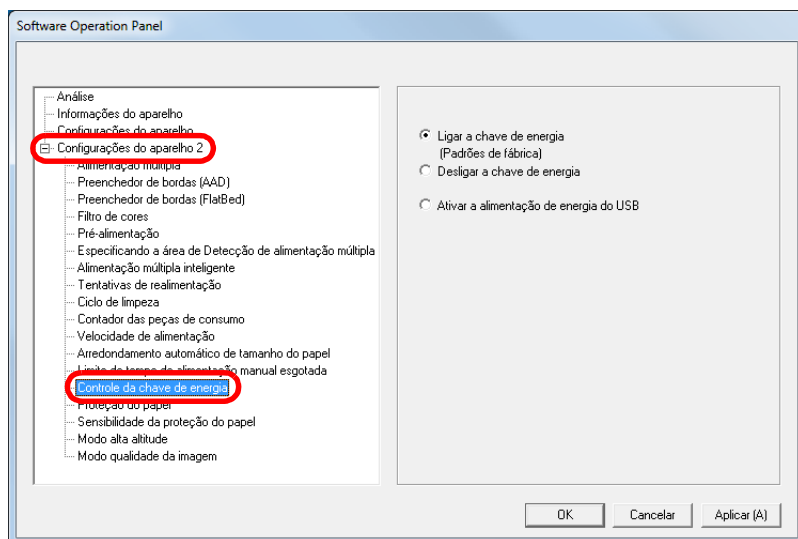 Software Operation Panel
Análise
Informações do aparelho
Configurações do aparelho
Configurações do aparelho 2
Alimentação múltipla
Preenchedor de bordas (AAD)
Preenchedor de bordas (FlatBed)
Filtro de cores
Pré-alimentação
Especificando a área de Detecção de alimentação múltipla
Alimentação múltipla inteligente
Tentativas de realimentação
Ciclo de limpeza
Contador das peças de consumo
Velocidade de alimentação
Arredondamento automático de tamanho do papel
Limite de tempo de alimentação manual esgotada
Controle da chave de energia
Proteção do papel
Sensibilidade da proteção do papel
Modo alta altitude
Modo qualidade da imagem
Ligar a chave de energia
(Padrões de fábrica)
Desligar a chave de energia
Ativar a alimentação de energia do USB
OK
Cancelar
Aplicar (A)